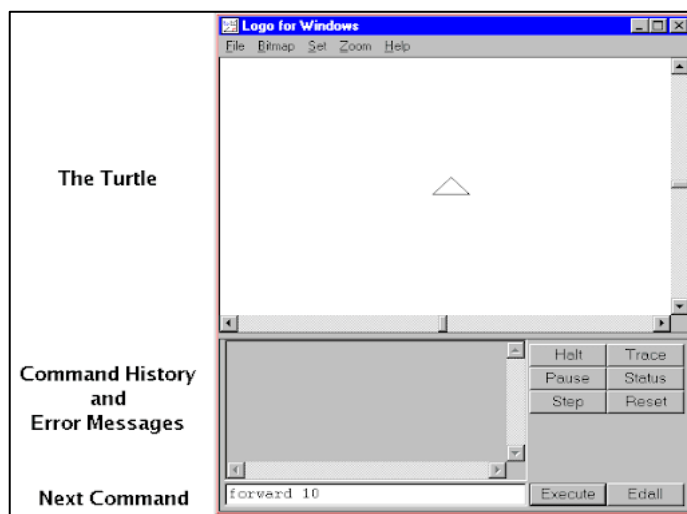 Logo for Windows
File Bitmap Set Zoom Help
The Turtle
Command History
and
Error Messages
Halt Trace
Pause Status
Step Reset
Next Command
forward 10
Execute Edall